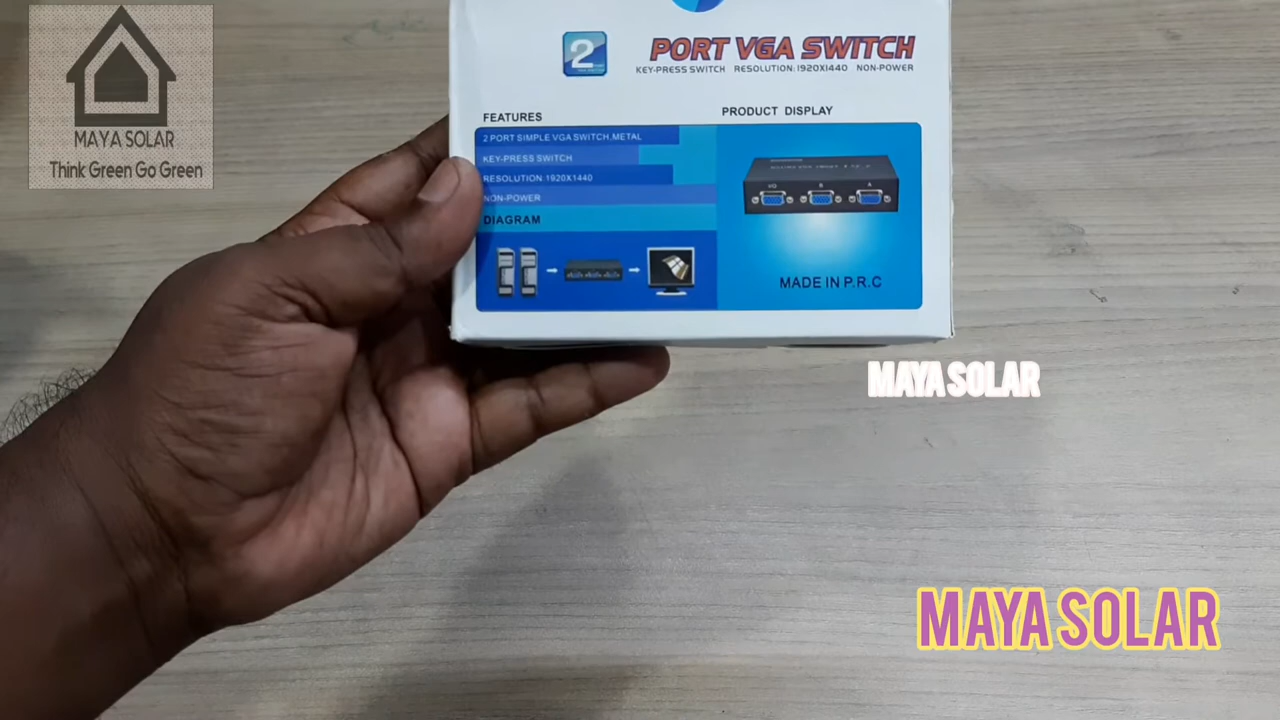 MAYA SOLAR
Think Green Go Green
2
PORT VGA SWITCH
KEY-PRESS SWITCH RESOLUTION: 1920X1440 NON-POWER
FEATURES
2 PORT SIMPLE VGA SWITCH,METAL
KEY-PRESS SWITCH
RESOLUTION: 1920X1440
NON-POWER
DIAGRAM
PRODUCT DISPLAY
B
A
MADE IN P.R.C
MAYA SOLAR
MAYA SOLAR